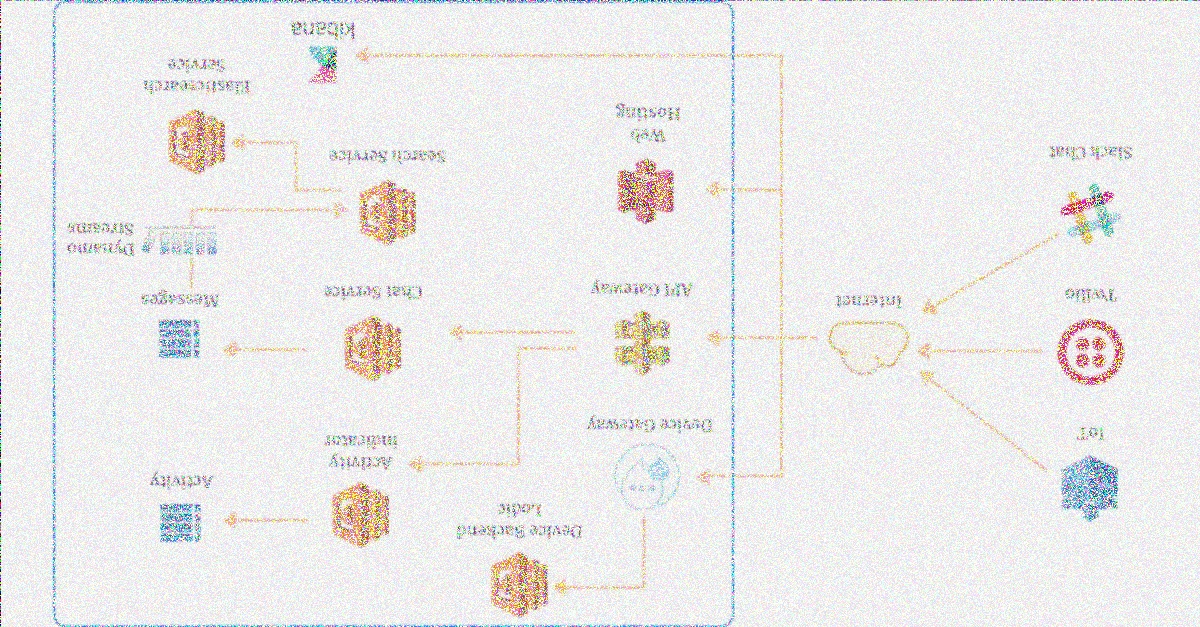 Device Backend
Logic
Activity
Activity
Indicator
IoT
Device Gateway
Twilio
Internet
API Gateway
Chat Service
Messages
Dynamo
Streams
Slack Chat
Search Service
Web
Hosting
Elasticsearch
Service
kibana